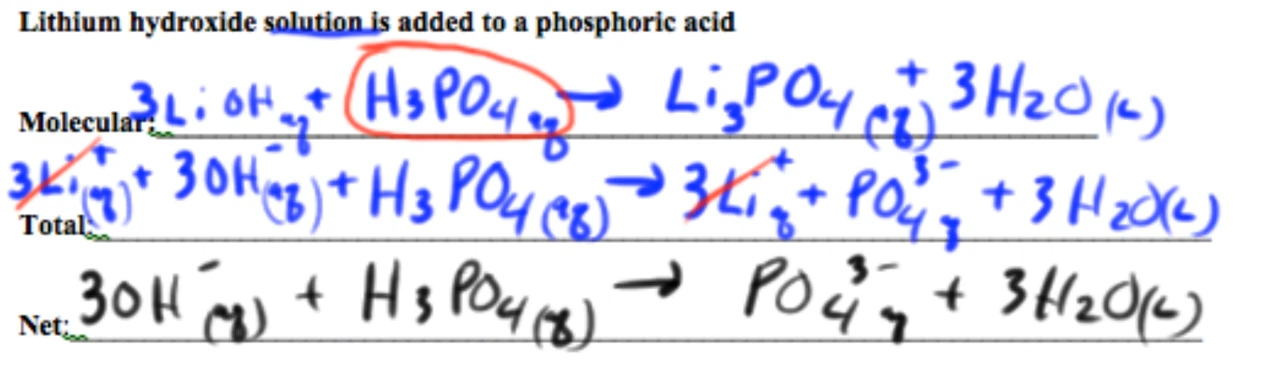 Lithium hydroxide solution is added to a phosphoric acid
Molecular: 3LiOH aq + H₃PO₄ aq → Li₃PO₄ (aq) + 3H₂O (L)
Total: 3Li⁺ (aq) + 3OH⁻ (aq) + H₃PO₄ (aq) → 3Li⁺ aq + PO₄³⁻ aq + 3H₂O (L)
Net: 3OH⁻ (aq) + H₃PO₄ (aq) → PO₄³⁻ aq + 3H₂O (L)